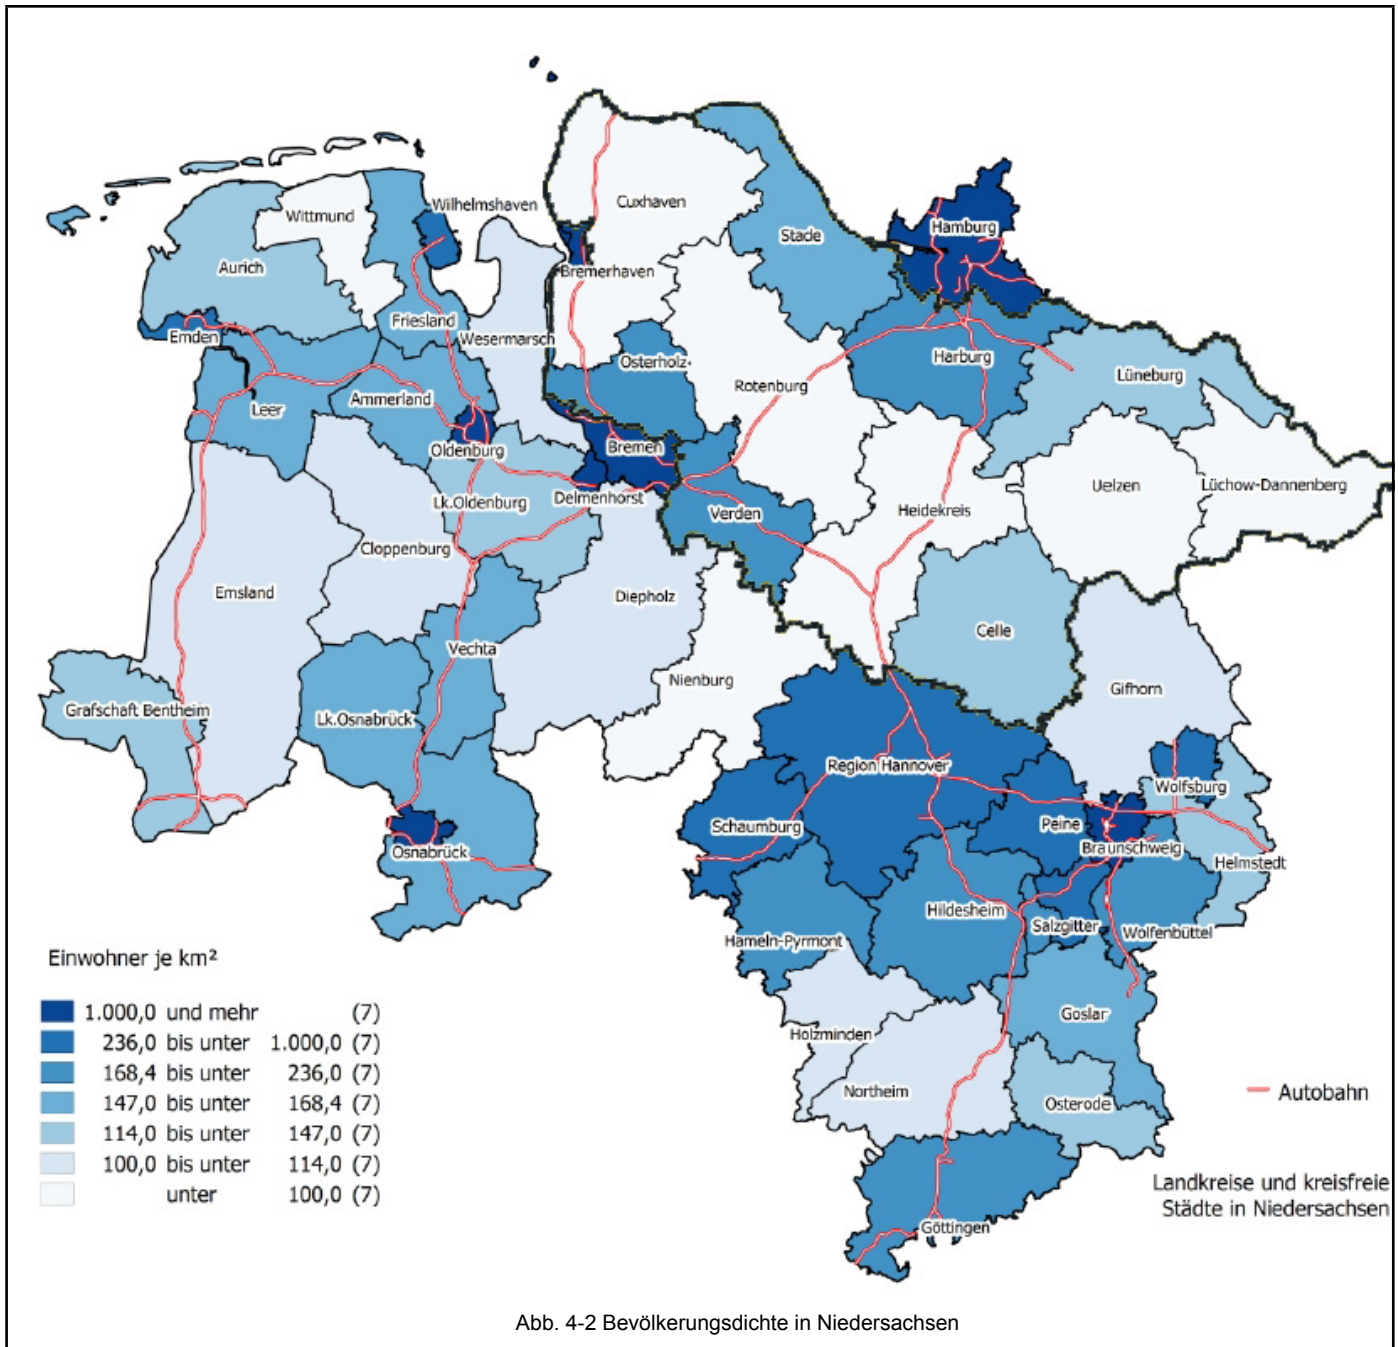 Wilhelmshaven
Wittmund
Cuxhaven
Hamburg
Stade
Aurich
Bremerhaven
Friesland
Emden
Wesermarsch
Osterholz
Harburg
Lüneburg
Rotenburg
Ammerland
Leer
Oldenburg
Bremen
Uelzen
Lüchow-Dannenberg
Delmenhorst
Lk.Oldenburg
Verden
Heidekreis
Cloppenburg
Emsland
Diepholz
Celle
Vechta
Nienburg
Gifhorn
Grafschaft Bentheim
Lk.Osnabrück
Region Hannover
Wolfsburg
Schaumburg
Peine
Braunschweig
Osnabrück
Helmstedt
Hildesheim
Salzgitter
Wolfenbüttel
Hameln-Pyrmont
Goslar
Holzminden
Northeim
Osterode
Göttingen
Einwohner je km²
1.000,0 und mehr (7)
236,0 bis unter 1.000,0 (7)
168,4 bis unter 236,0 (7)
147,0 bis unter 168,4 (7)
114,0 bis unter 147,0 (7)
100,0 bis unter 114,0 (7)
unter 100,0 (7)
Autobahn
Landkreise und kreisfreie
Städte in Niedersachsen
Abb. 4-2 Bevölkerungsdichte in Niedersachsen